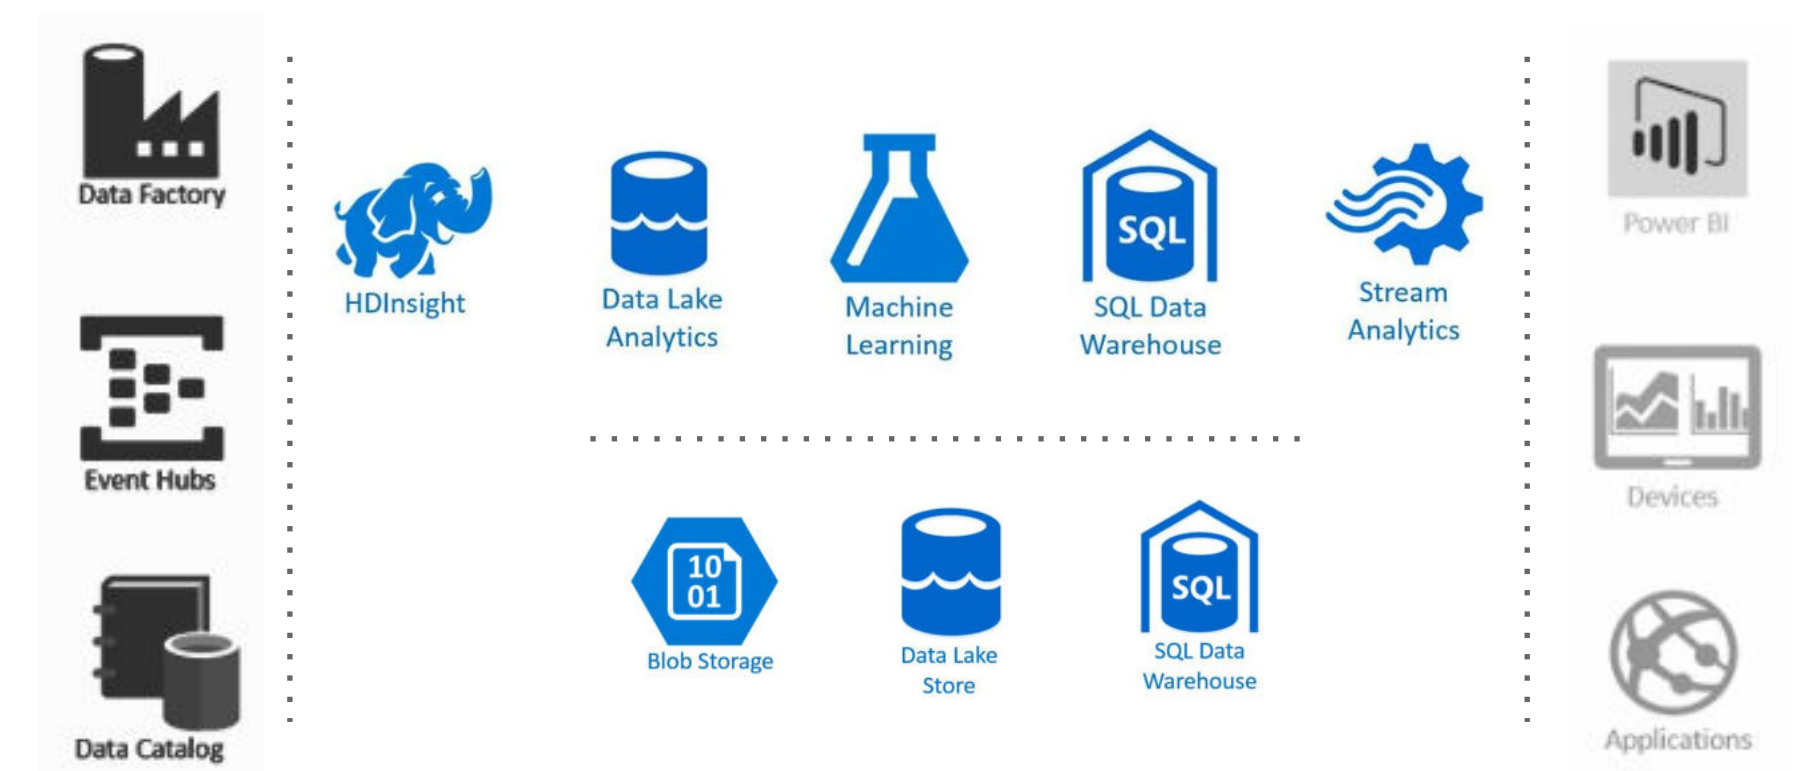 Data Factory
Event Hubs
Data Catalog
HDInsight
Data Lake
Analytics
Machine
Learning
SQL
SQL Data
Warehouse
Stream
Analytics
10
01
Blob Storage
Data Lake
Store
SQL
SQL Data
Warehouse
Power BI
Devices
Applications